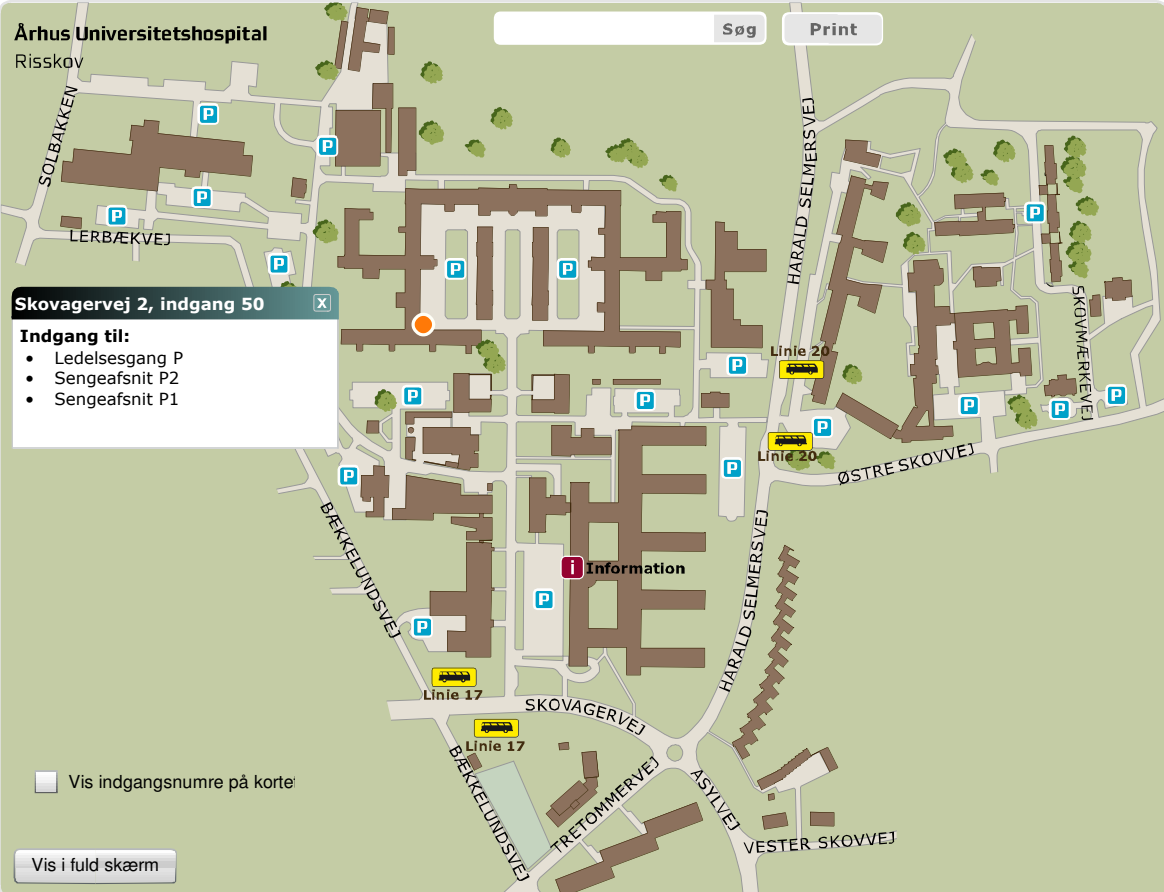 Århus Universitetshospital
Risskov
Søg
Print
SOLBAKKEN
P
P
P
P
LERBÆKVEJ
P
P
P
HARALD SELMERSVEJ
P
SKOVMÆRKEVEJ
Skovagervej 2, indgang 50
X
Indgang til:
• Ledelsesgang P
• Sengeafsnit P2
• Sengeafsnit P1
Linie 20
P
P
P
P
P
P
P
Linie 20
ØSTRE SKOVVEJ
P
P
BÆKKELUNDSVEJ
i Information
P
P
HARALD SELMERSVEJ
Linie 17
SKOVAGERVEJ
Linie 17
BÆKKELUNDSVEJ
TRETOMMERVEJ
ASYLVEJ
VESTER SKOVVEJ
Vis indgangsnumre på kortet
Vis i fuld skærm